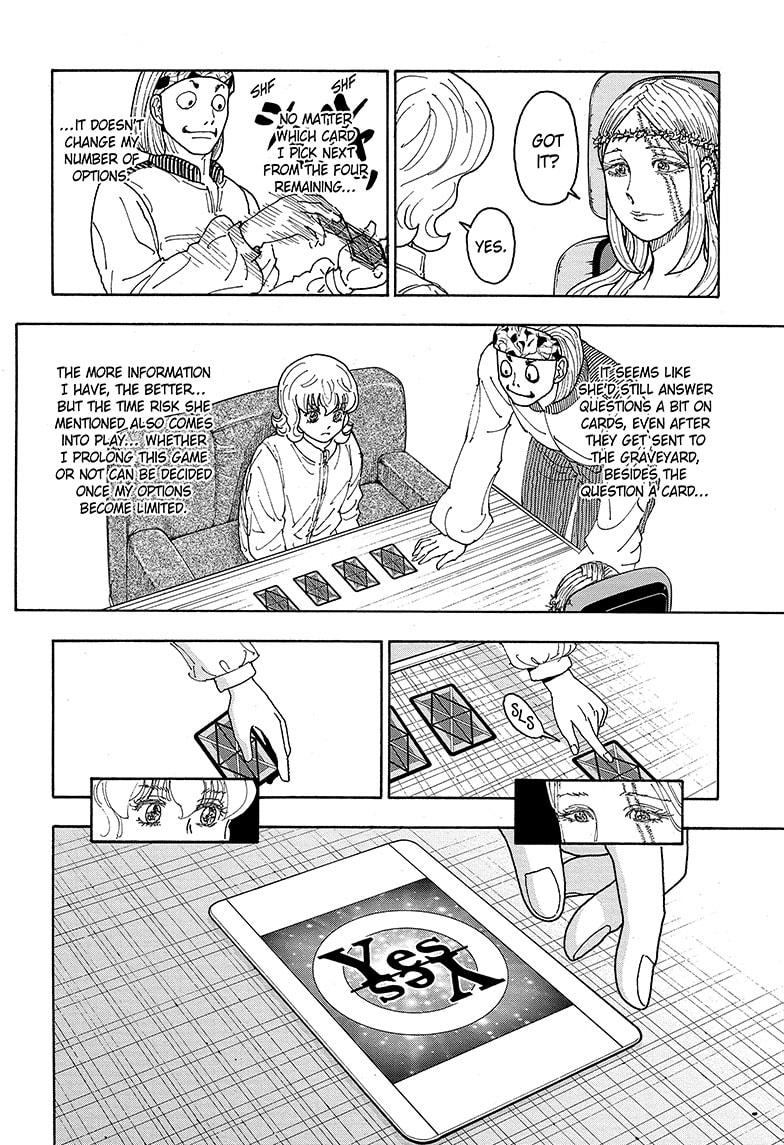 GOT
IT?
YES.
SHF
SHF
NO MATTER
WHICH CARD
I PICK NEXT
FROM THE FOUR
REMAINING...
...IT DOESN'T
CHANGE MY
NUMBER OF
OPTIONS.
IT SEEMS LIKE
SHE'D STILL ANSWER
QUESTIONS A BIT ON
CARDS, EVEN AFTER
THEY GET SENT TO
THE GRAVEYARD,
BESIDES THE
QUESTION A CARD...
THE MORE INFORMATION
I HAVE, THE BETTER...
BUT THE TIME RISK SHE
MENTIONED ALSO COMES
INTO PLAY... WHETHER
I PROLONG THIS GAME
OR NOT CAN BE DECIDED
ONCE MY OPTIONS
BECOME LIMITED.
SLS
Yes
Yes